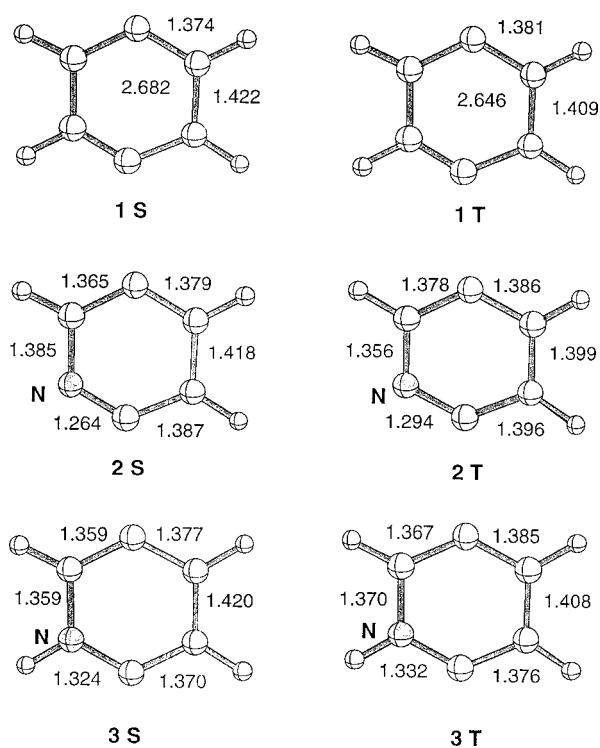 1.374 1.381
2.682 1.422 2.646 1.409
1 S 1 T
1.365 1.379 1.378 1.386
1.385 1.418 1.356 1.399
N N
1.264 1.387 1.294 1.396
2 S 2 T
1.359 1.377 1.367 1.385
1.359 1.420 1.370 1.408
N N
1.324 1.370 1.332 1.376
3 S 3 T